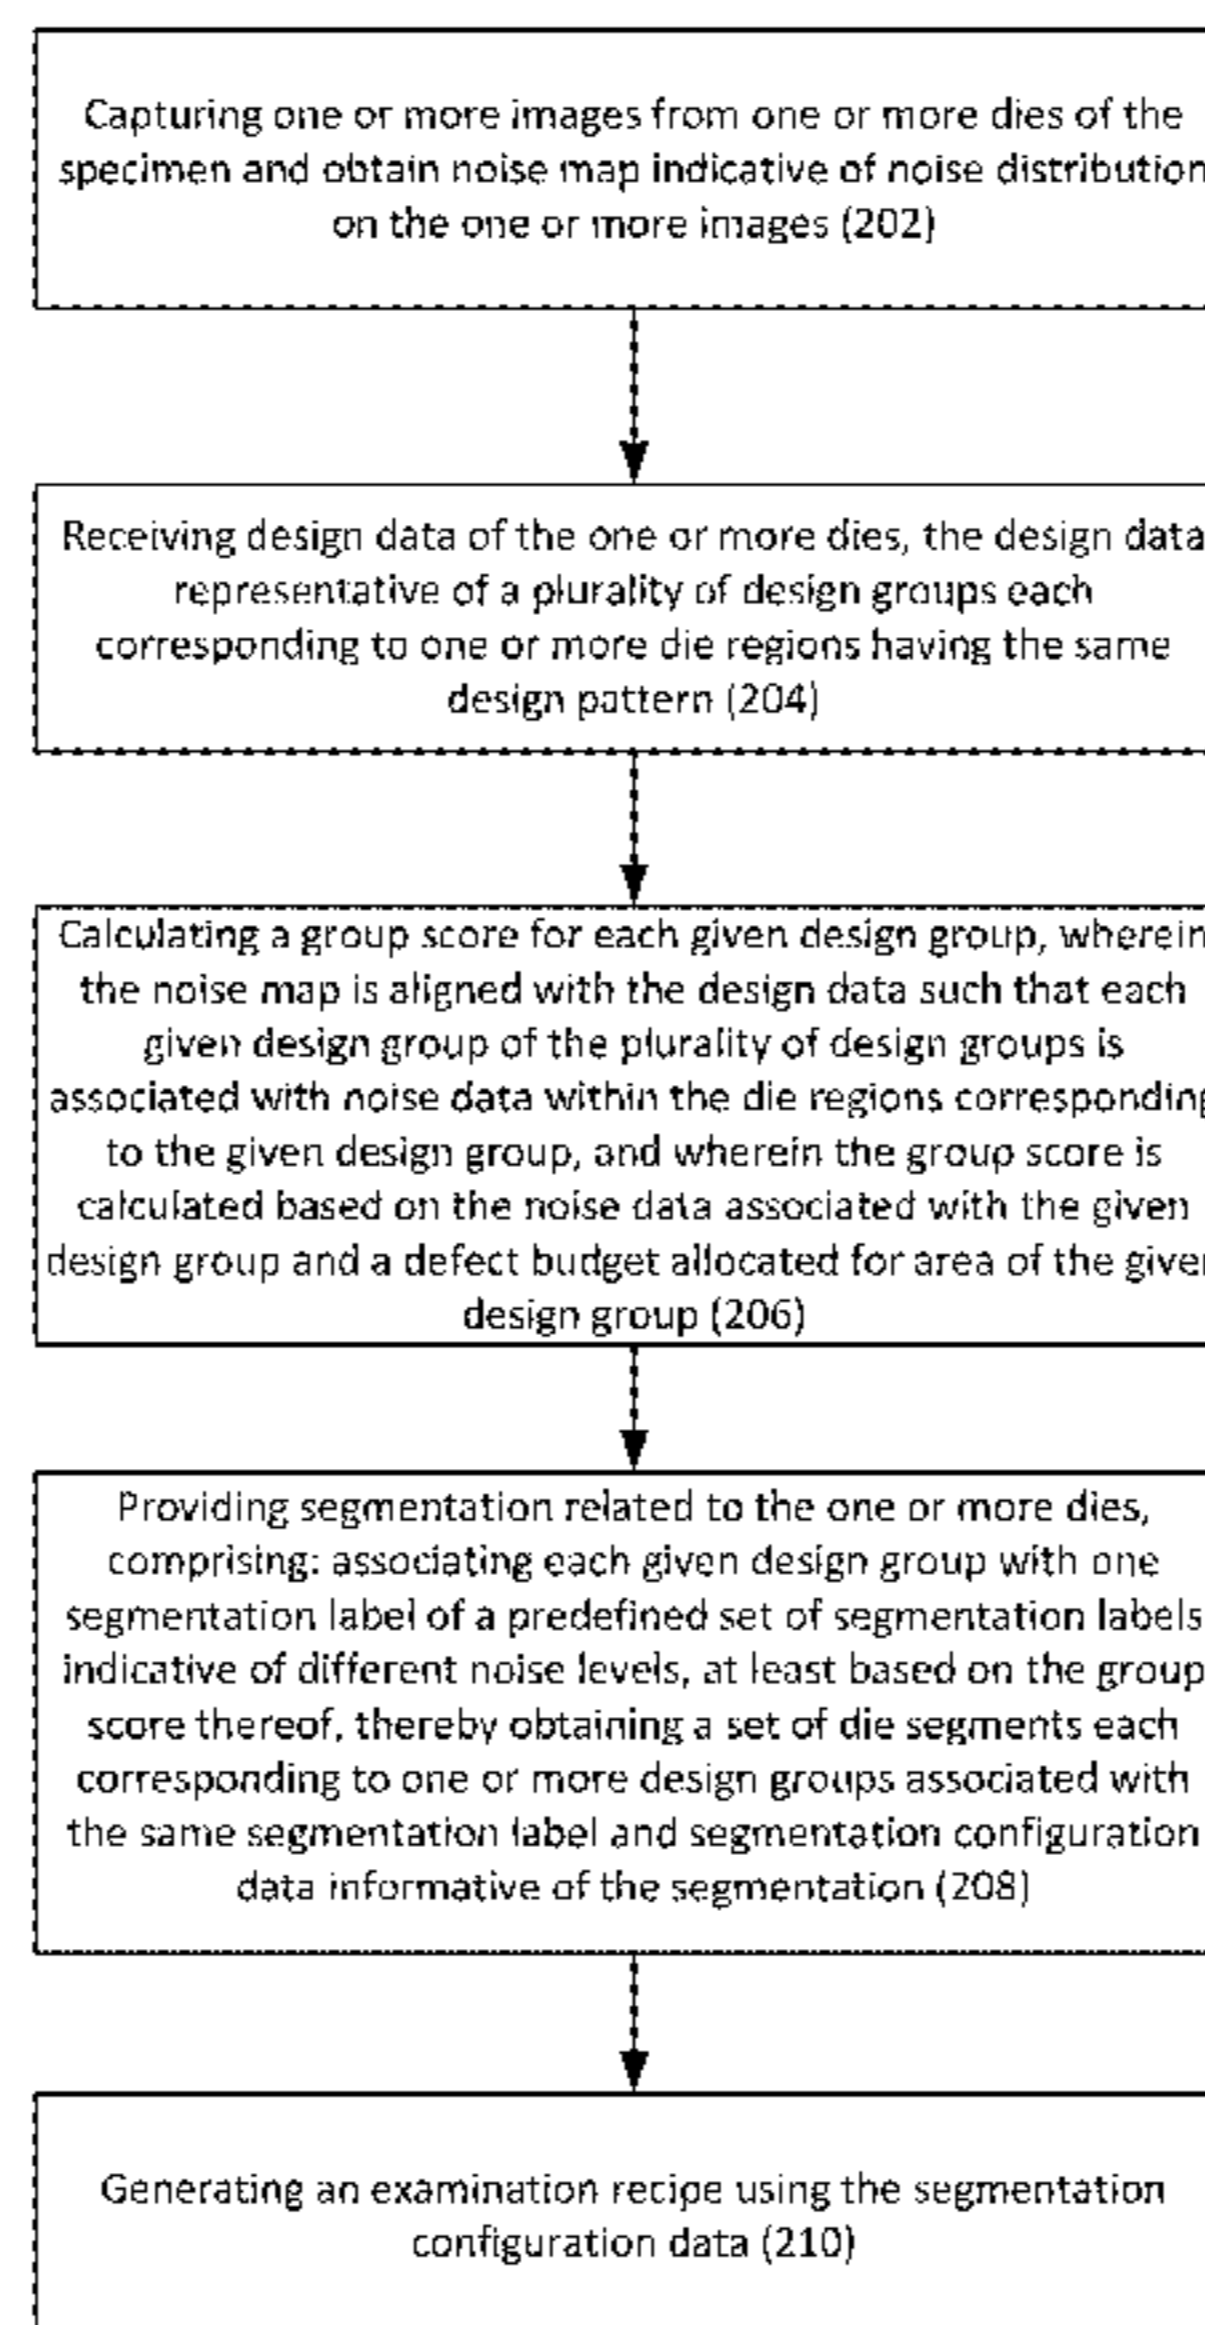 Capturing one or more images from one or more dies of the
specimen and obtain noise map indicative of noise distribution
on the one or more images (202)
Receiving design data of the one or more dies, the design data
representative of a plurality of design groups each
corresponding to one or more die regions having the same
design pattern (204)
Calculating a group score for each given design group, wherein
the noise map is aligned with the design data such that each
given design group of the plurality of design groups is
associated with noise data within the die regions corresponding
to the given design group, and wherein the group score is
calculated based on the noise data associated with the given
design group and a defect budget allocated for area of the given
design group (206)
Providing segmentation related to the one or more dies,
comprising: associating each given design group with one
segmentation label of a predefined set of segmentation labels
indicative of different noise levels, at least based on the group
score thereof, thereby obtaining a set of die segments each
corresponding to one or more design groups associated with
the same segmentation label and segmentation configuration
data informative of the segmentation (208)
Generating an examination recipe using the segmentation
configuration data (210)